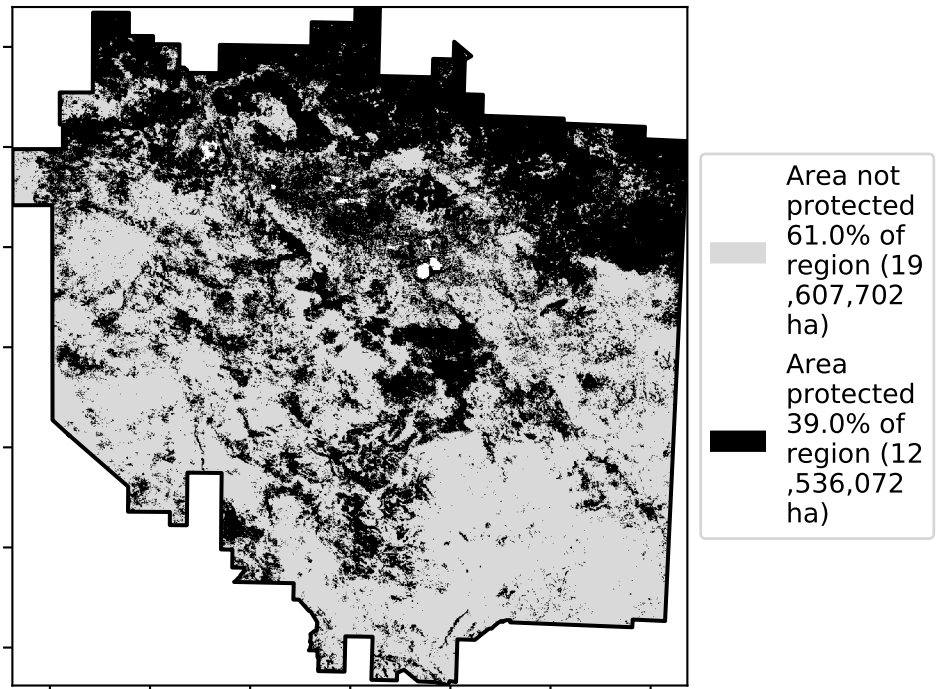 Area not
protected
61.0% of
region (19
,607,702
ha)
Area
protected
39.0% of
region (12
,536,072
ha)